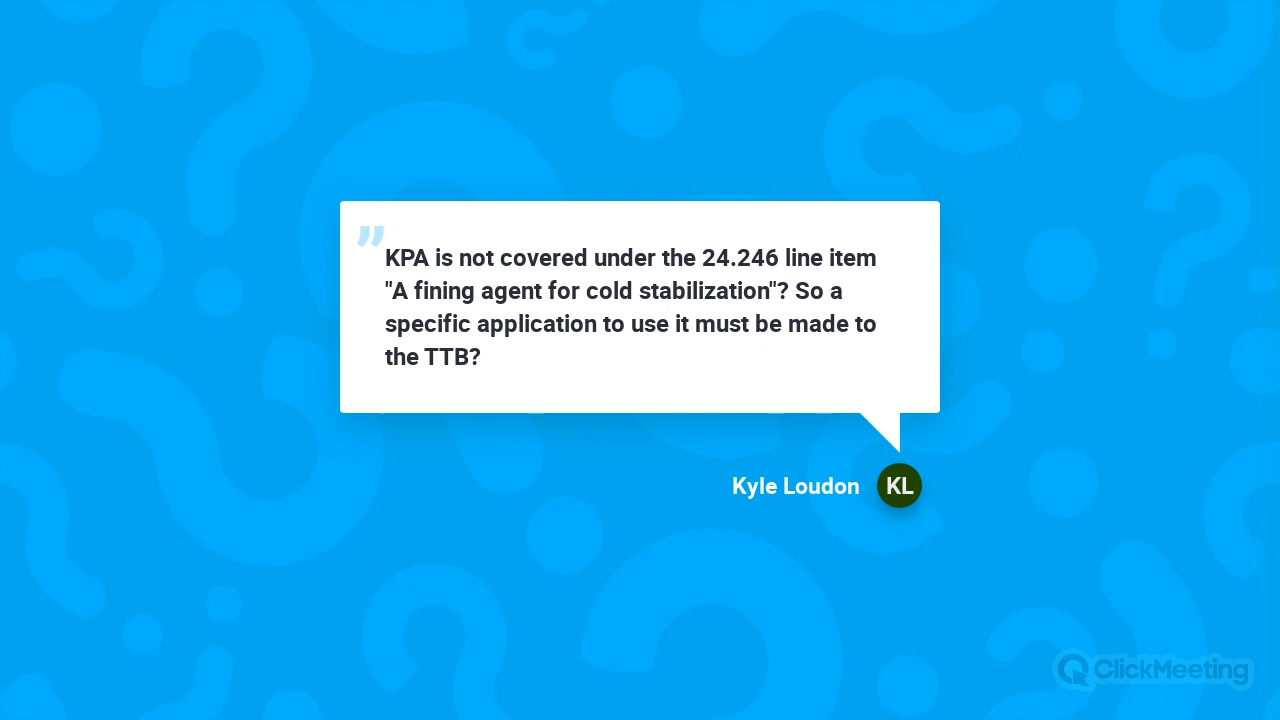 KPA is not covered under the 24.246 line item
"A fining agent for cold stabilization"? So a
specific application to use it must be made to
the TTB?
Kyle Loudon KL
ClickMeeting